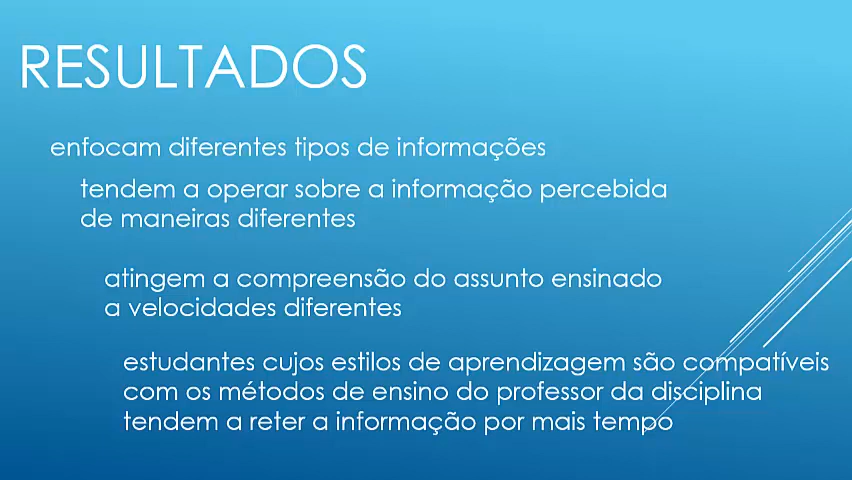 RESULTADOS
enfocam diferentes tipos de informações
tendem a operar sobre a informação percebida
de maneiras diferentes
atingem a compreensão do assunto ensinado
a velocidades diferentes
estudantes cujos estilos de aprendizagem são compatíveis
com os métodos de ensino do professor da disciplina
tendem a reter a informação por mais tempo